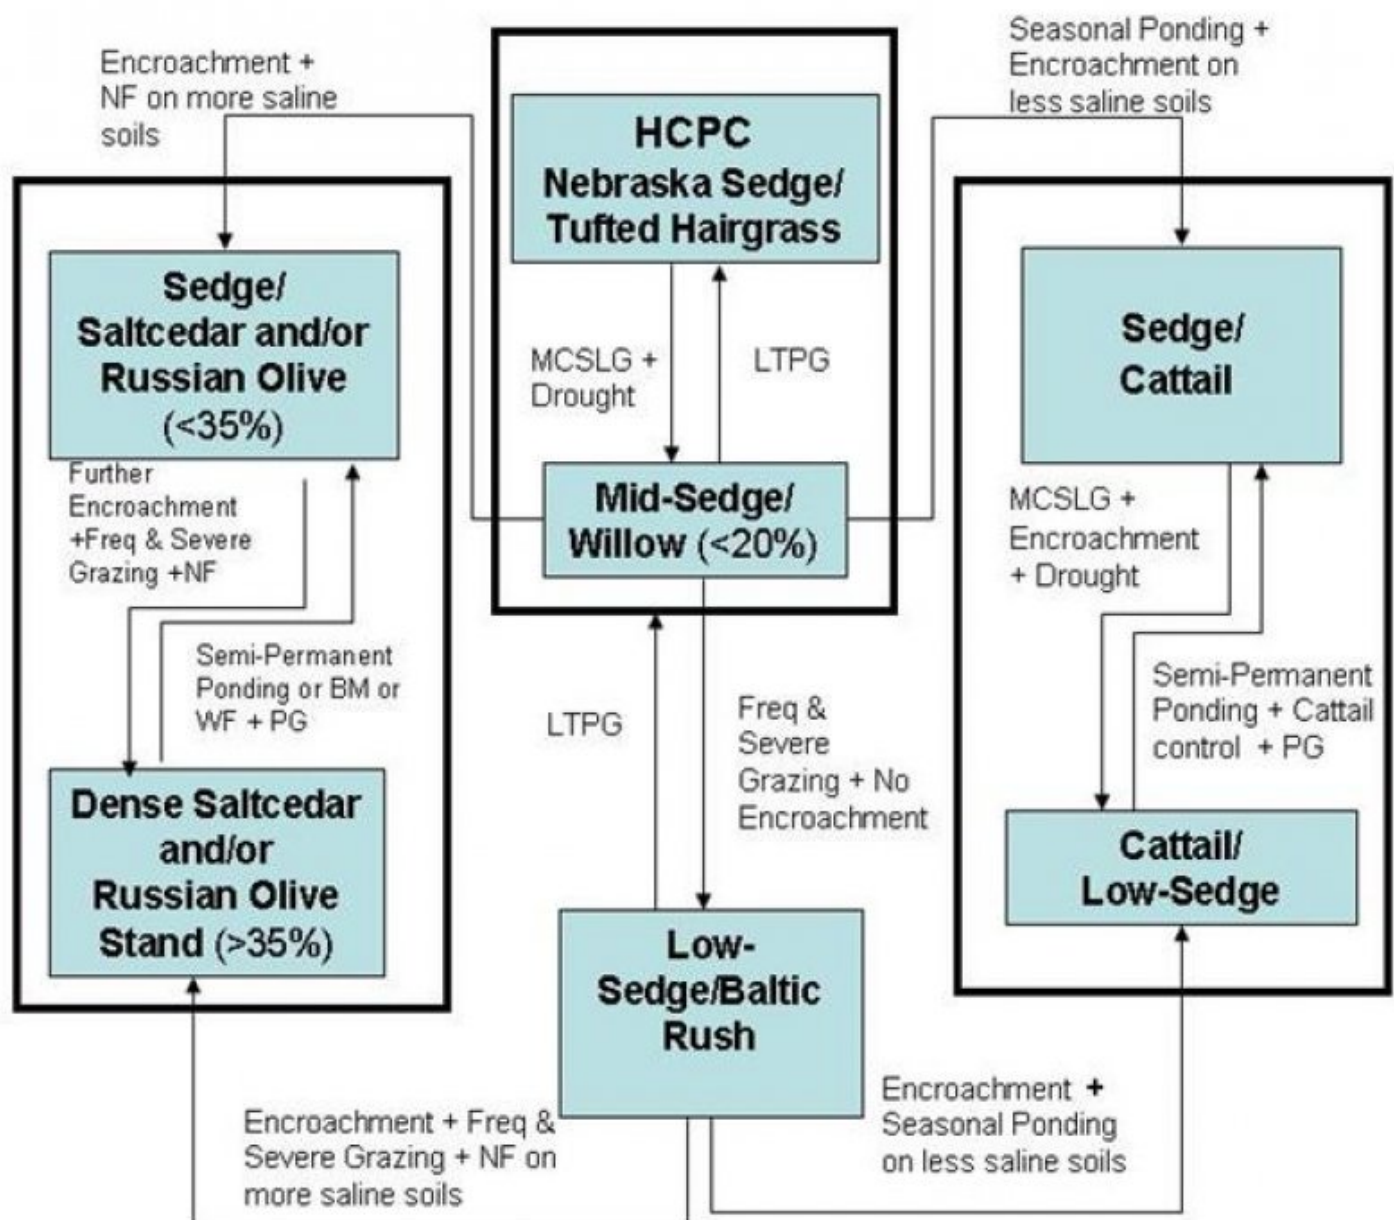 Encroachment +
NF on more saline
soils
Seasonal Ponding +
Encroachment on
less saline soils
HCPC
Nebraska Sedge/
Tufted Hairgrass
Sedge/
Saltcedar and/or
Russian Olive
(<35%)
MCSLG +
Drought
LTPG
Sedge/
Cattail
Mid-Sedge/
Willow (<20%)
Further
Encroachment
+Freq & Severe
Grazing +NF
MCSLG +
Encroachment
+ Drought
Semi-Permanent
Ponding or BM or
WF + PG
LTPG
Freq &
Severe
Grazing + No
Encroachment
Semi-Permanent
Ponding + Cattail
control + PG
Dense Saltcedar
and/or
Russian Olive
Stand (>35%)
Low-
Sedge/Baltic
Rush
Cattail/
Low-Sedge
Encroachment + Freq &
Severe Grazing + NF on
more saline soils
Encroachment +
Seasonal Ponding
on less saline soils